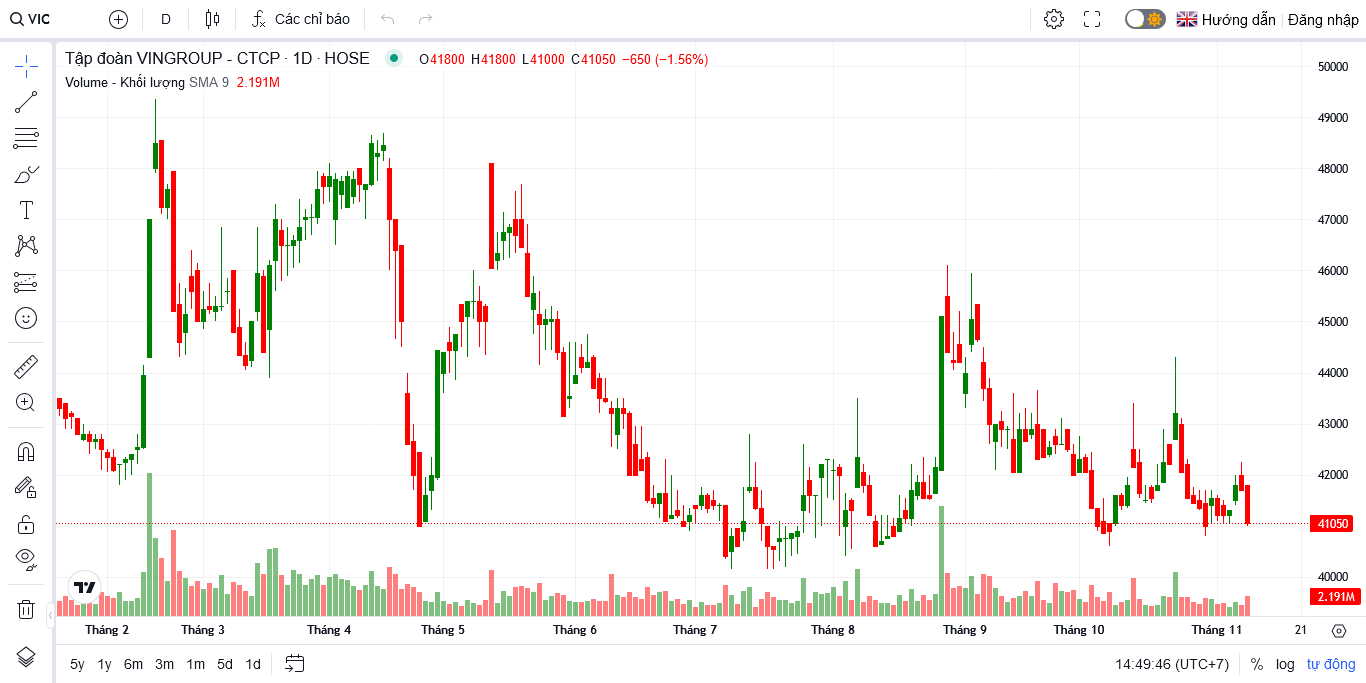 VIC D Các chỉ báo Hướng dẫn Đăng nhập
Tập đoàn VINGROUP - CTCP · 1D · HOSE O41800 H41800 L41000 C41050 −650 (−1.56%)
Volume - Khối lượng SMA 9 2.191M
50000
49000
48000
47000
46000
45000
44000
43000
42000
41050
40000
2.191M
Tháng 2 Tháng 3 Tháng 4 Tháng 5 Tháng 6 Tháng 7 Tháng 8 Tháng 9 Tháng 10 Tháng 11 21
5y 1y 6m 3m 1m 5d 1d 14:49:46 (UTC+7) % log tự động